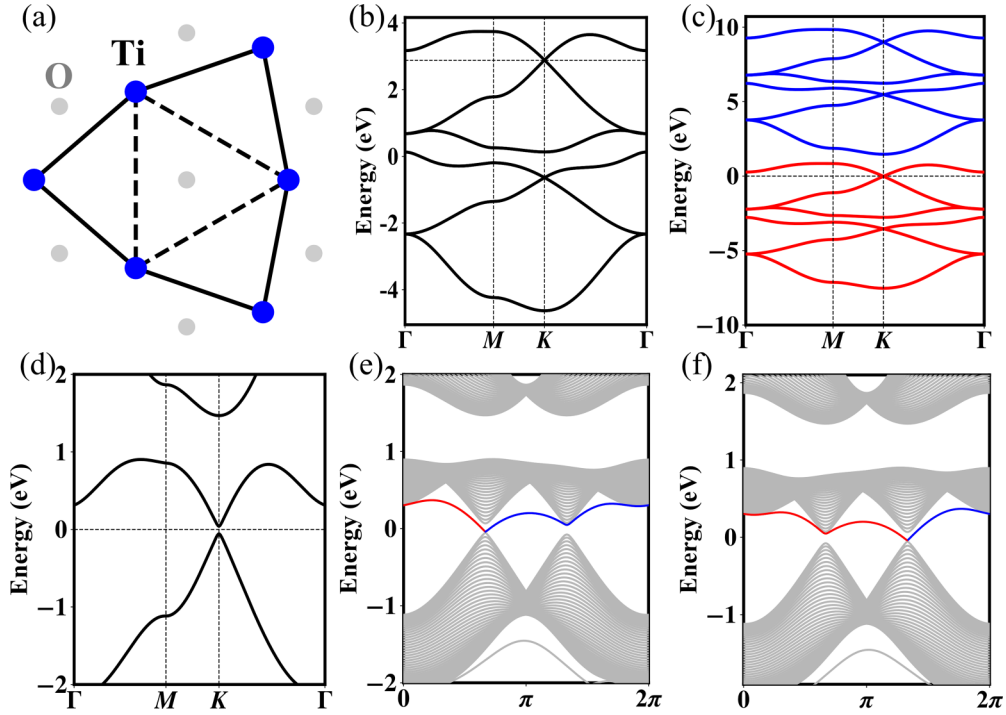 (a)
Ti
O
(b)
Energy (eV)
4
2
0
-2
-4
Γ M K Γ
(c)
Energy (eV)
10
5
0
−5
−10
Γ M K Γ
(d)
Energy (eV)
2
1
0
−1
−2
Γ M K Γ
(e)
Energy (eV)
2
1
0
−1
−2
0 π 2π
(f)
Energy (eV)
2
1
0
−1
0 π 2π